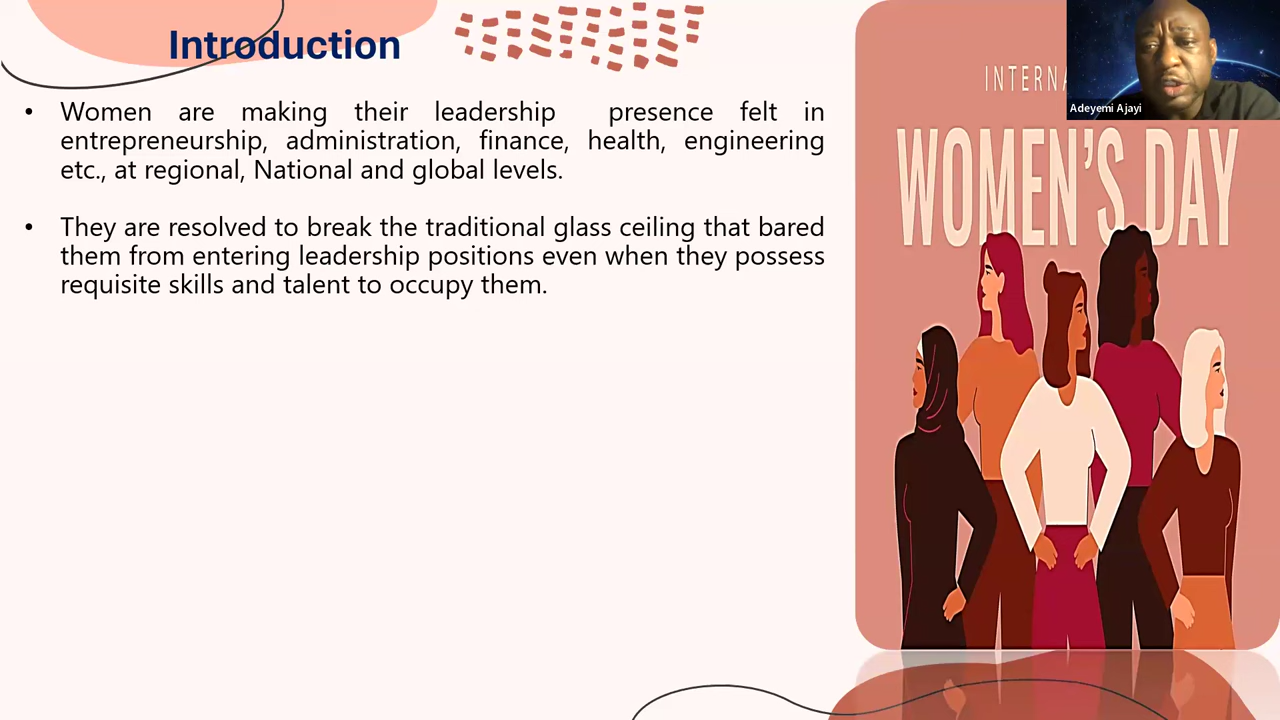 Introduction
• Women are making their leadership presence felt in
entrepreneurship, administration, finance, health, engineering
etc., at regional, National and global levels.
• They are resolved to break the traditional glass ceiling that bared
them from entering leadership positions even when they possess
requisite skills and talent to occupy them.
INTERNA
WOMEN'S DAY
Adeyemi Ajayi